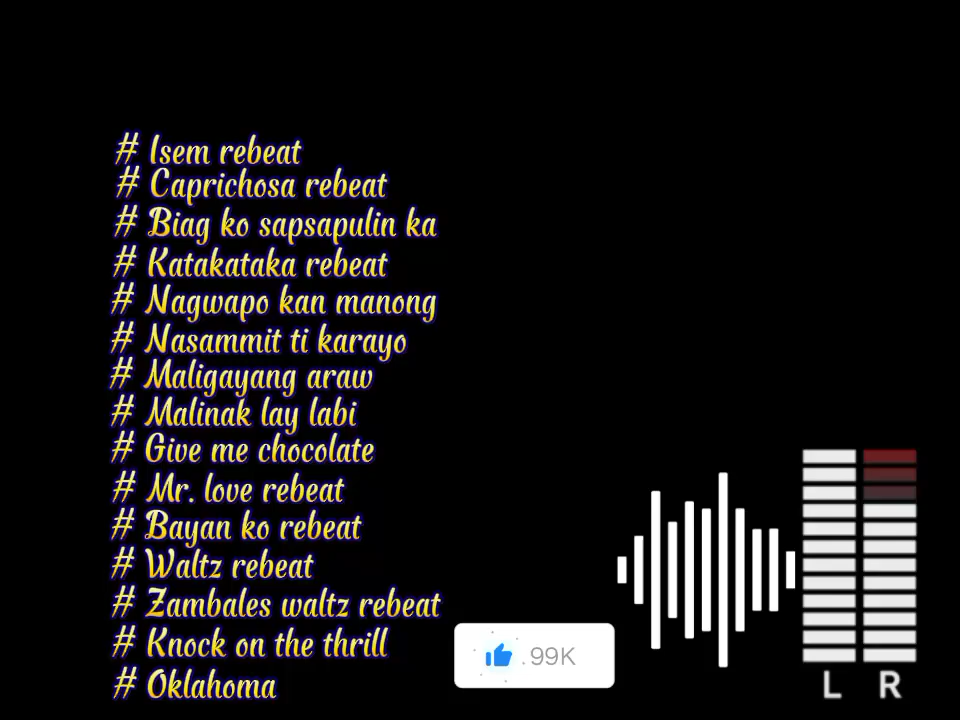 # Isem rebeat
# Caprichosa rebeat
# Biag ko sapsapulin ka
# Katakataka rebeat
# Nagwapo kan manong
# Nasammit ti karayo
# Maligayang araw
# Malinak lay labi
# Give me chocolate
# Mr. love rebeat
# Bayan ko rebeat
# Waltz rebeat
# Zambales waltz rebeat
# Knock on the thrill
# Oklahoma
99K
L R